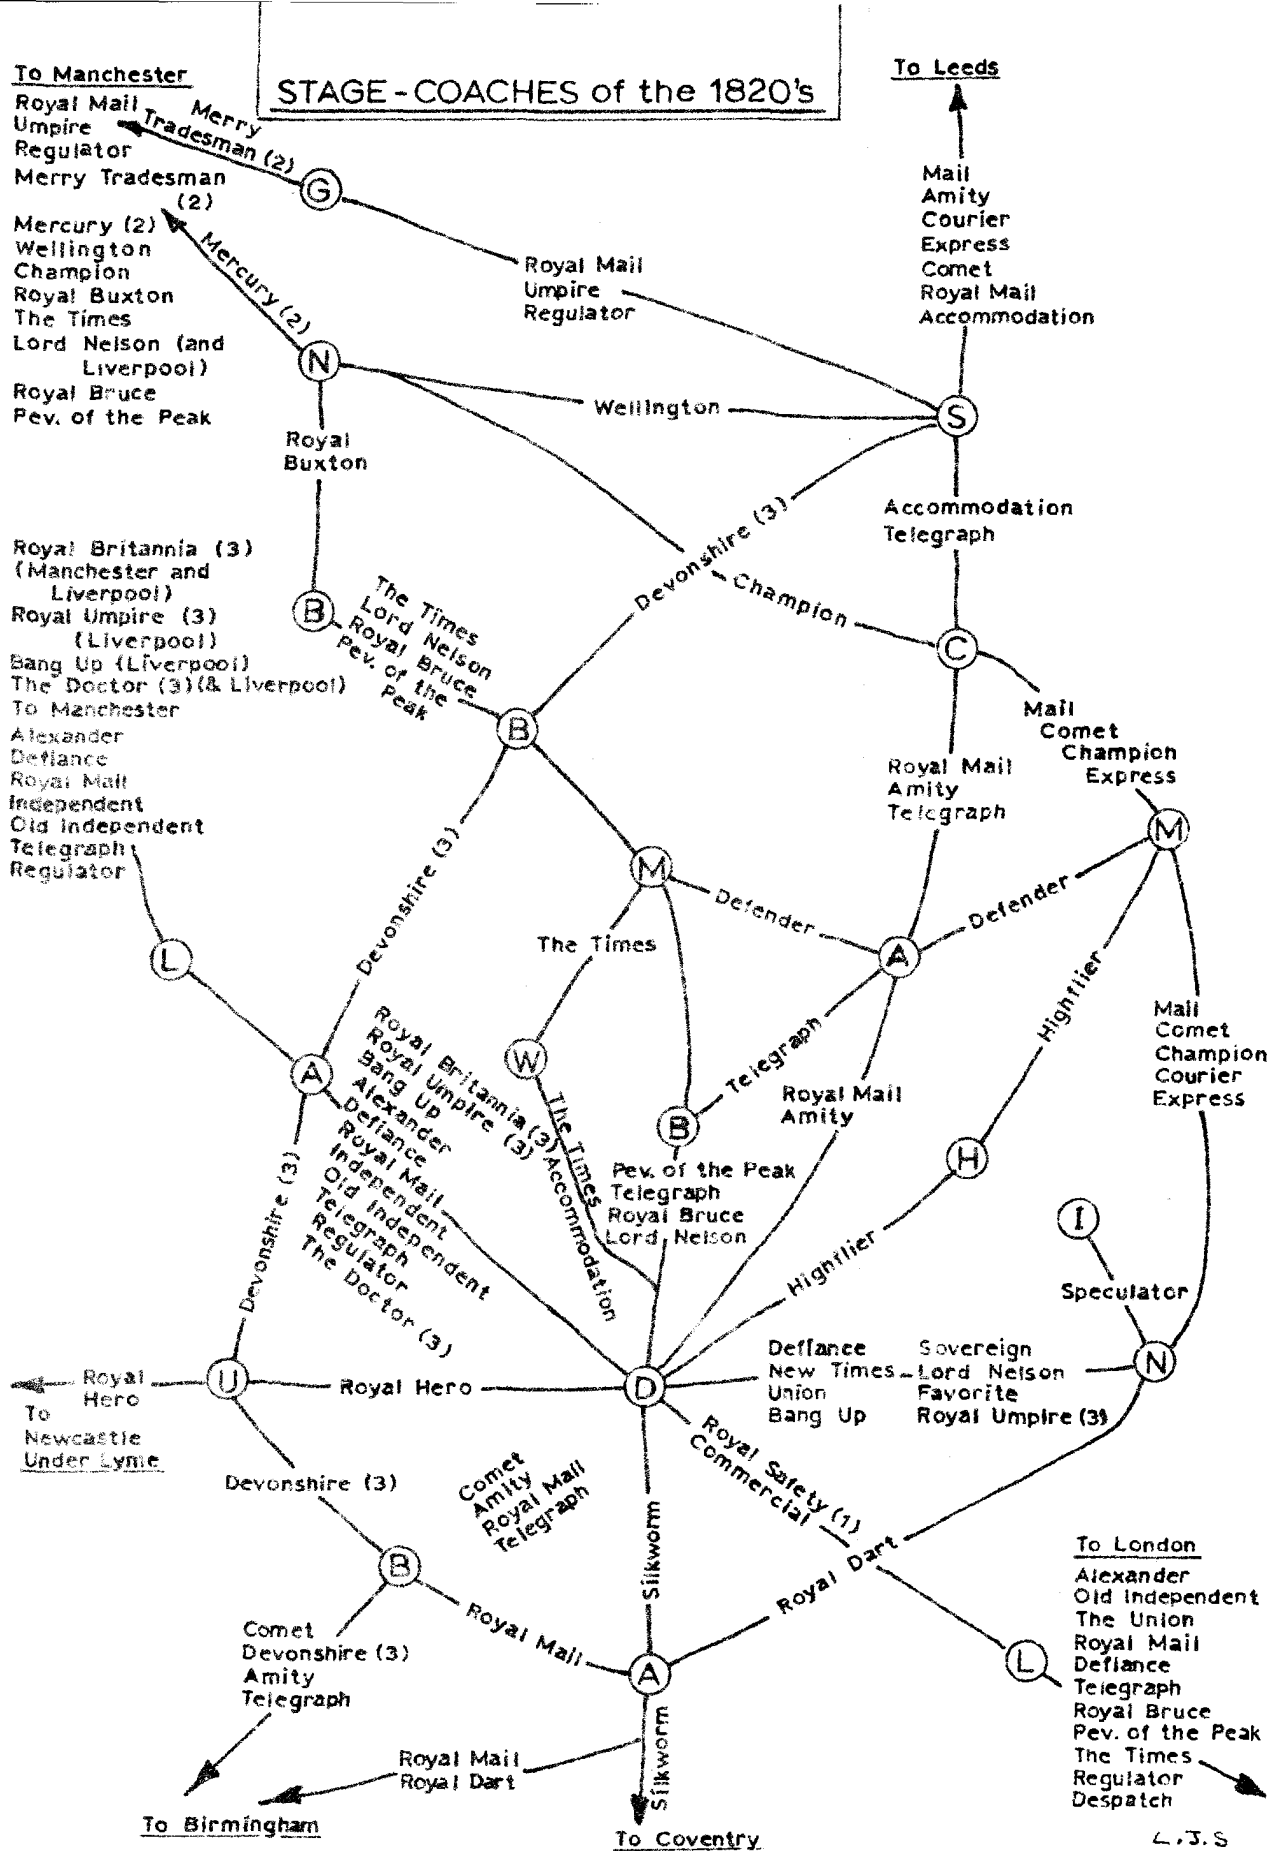 STAGE-COACHES of the 1820's
To Manchester
Royal Mail
Umpire
Regulator
Merry Tradesman
(2)
Mercury (2)
Wellington
Champion
Royal Buxton
The Times
Lord Nelson (and
Liverpool)
Royal Bruce
Pev. of the Peak
Merry
Tradesman (2)
G
Mercury (2)
N
Royal Mail
Umpire
Regulator
To Leeds
Mail
Amity
Courier
Express
Comet
Royal Mail
Accommodation
Wellington
S
Royal
Buxton
Devonshire (3)
Accommodation
Telegraph
Champion
C
B
The Times
Lord Nelson
Royal Bruce
Pev. of the
Peak
B
Royal Britannia (3)
(Manchester and
Liverpool)
Royal Umpire (3)
(Liverpool)
Bang Up (Liverpool)
The Doctor (3)(& Liverpool)
To Manchester
Alexander
Defiance
Royal Mail
Independent
Old Independent
Telegraph
Regulator
L
Devonshire (3)
M
Defender
Royal Mail
Amity
Telegraph
Mail
Comet
Champion
Express
M
Defender
A
The Times
W
Telegraph
B
Royal Mail
Amity
Highflier
H
Mail
Comet
Champion
Courier
Express
A
Royal Britannia (3)
Royal Umpire (3)
Bang Up
Alexander
Defiance
Royal Mail
Independent
Old Independent
Telegraph
Regulator
The Doctor (3)
The Times
Accommodation
Pev. of the Peak
Telegraph
Royal Bruce
Lord Nelson
Highflier
I
Speculator
Devonshire (3)
Royal
Hero
To
Newcastle
Under Lyme
U
Royal Hero
D
Defiance
New Times
Union
Bang Up
Sovereign
Lord Nelson
Favorite
Royal Umpire (3)
N
Devonshire (3)
Comet
Amity
Royal Mail
Telegraph
Silkworm
Royal Safety (1)
Commercial
Royal Dart
B
Royal Mail
A
L
Comet
Devonshire (3)
Amity
Telegraph
Royal Mail
Royal Dart
Silkworm
To Birmingham
To Coventry
To London
Alexander
Old Independent
The Union
Royal Mail
Defiance
Telegraph
Royal Bruce
Pev. of the Peak
The Times
Regulator
Despatch
L.J.S